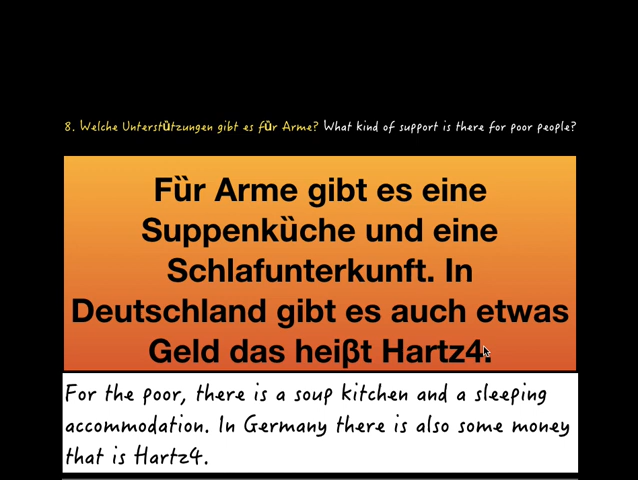 8. Welche Unterstützungen gibt es für Arme? What kind of support is there for poor people?
Für Arme gibt es eine
Suppenküche und eine
Schlafunterkunft. In
Deutschland gibt es auch etwas
Geld das heiβt Hartz4.
For the poor, there is a soup kitchen and a sleeping
accommodation. In Germany there is also some money
that is Hartz4.